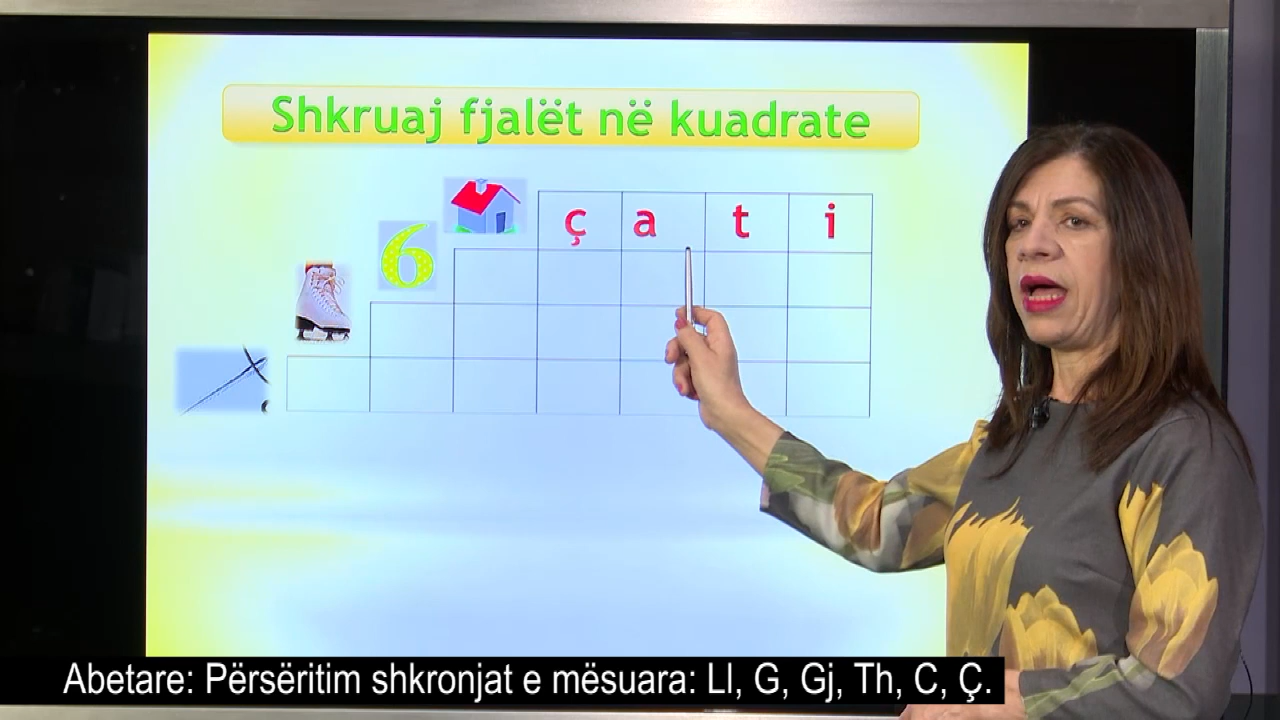 Shkruaj fjalët në kuadrate
6
ç a t i
Abetare: Përsëritim shkronjat e mësuara: Ll, G, Gj, Th, C, Ç.